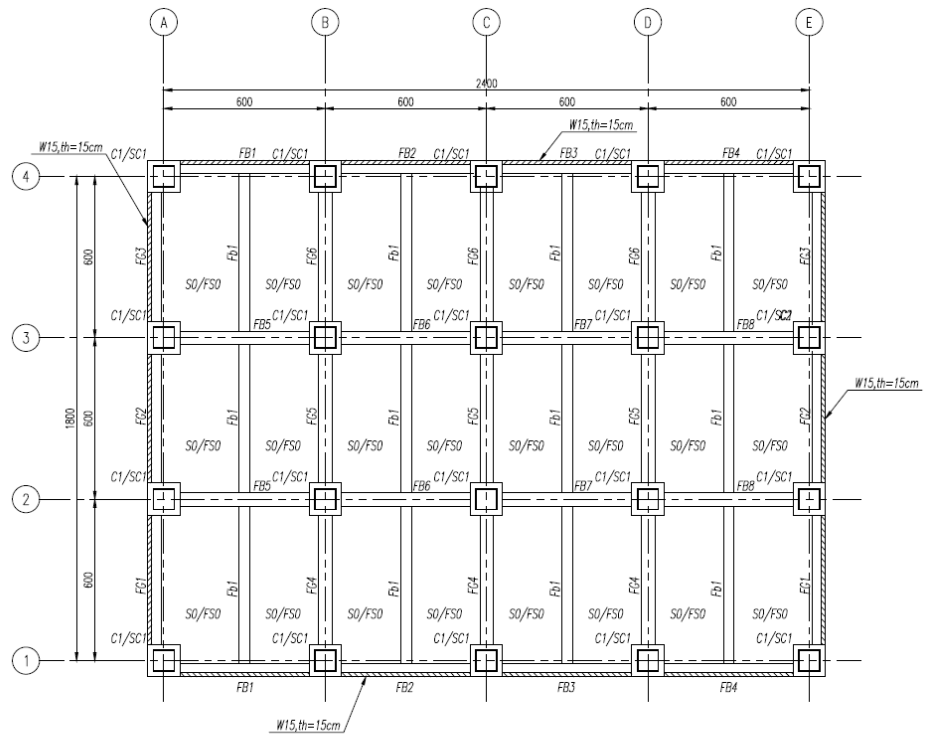 A B C D E
2400
600 600 600 600
W15,th=15cm
W15,th=15cm
C1/SC1 FB1 C1/SC1 FB2 C1/SC1 FB3 C1/SC1 FB4 C1/SC1
4
600
FG3 Fb1 FG6 Fb1 FG6 Fb1 FG6 Fb1 FG3
S0/FS0 S0/FS0 S0/FS0 S0/FS0 S0/FS0 S0/FS0 S0/FS0 S0/FS0
C1/SC1 C1/SC1 C1/SC1 C1/SC1
FB5 FB6 FB7 FB8
3
W15,th=15cm
1800
600
FG2 Fb1 FG5 Fb1 FG5 Fb1 FG5 Fb1 FG2
S0/FS0 S0/FS0 S0/FS0 S0/FS0 S0/FS0 S0/FS0 S0/FS0 S0/FS0
C1/SC1 C1/SC1 C1/SC1 C1/SC1 C1/SC1
FB5 FB6 FB7 FB8
2
600
FG1 Fb1 FG4 Fb1 FG4 Fb1 FG4 Fb1 FG1
S0/FS0 S0/FS0 S0/FS0 S0/FS0 S0/FS0 S0/FS0 S0/FS0 S0/FS0
C1/SC1 C1/SC1 C1/SC1 C1/SC1 C1/SC1
1
FB1 FB2 FB3 FB4
W15,th=15cm